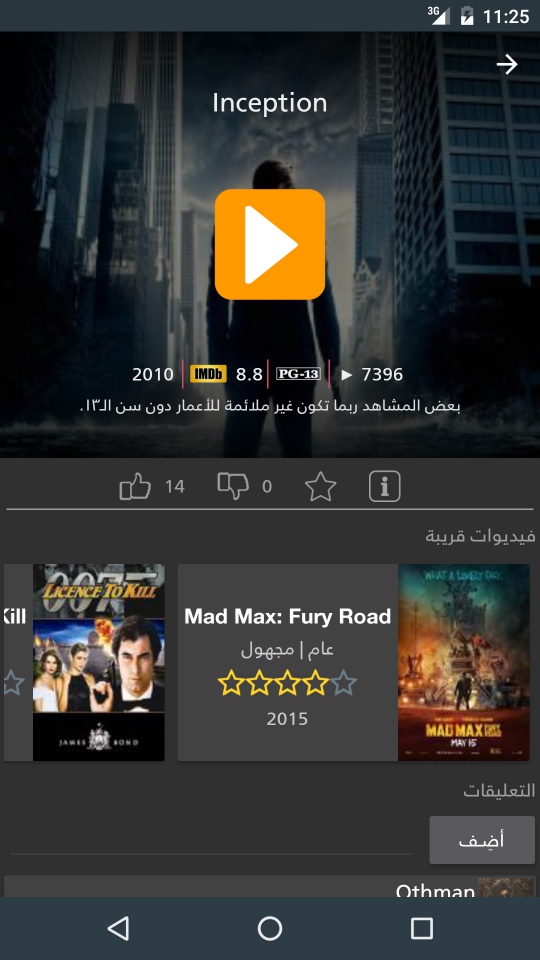 3G 11:25
Inception
2010 IMDb 8.8 PG-13 7396
بعض المشاهد ربما تكون غير ملائمة للأعمار دون سن الـ١٣.
14 0 i
فيديوات قريبة
Mad Max: Fury Road
عام | مجهول
2015
WHAT A LOVELY DAY.
MAD MAX FURY ROAD
MAY 15
Kill
007
LICENCE TO KILL
JAMES BOND
التعليقات
أضِف
Othman